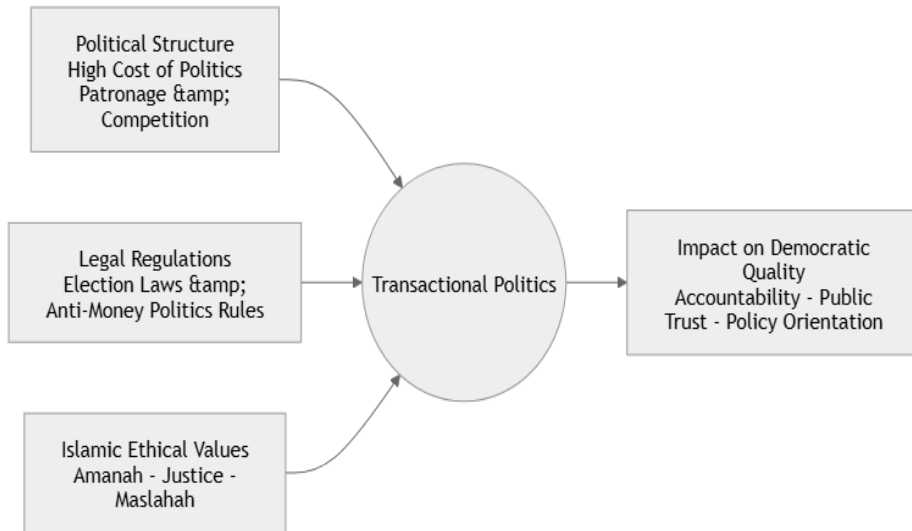 Political Structure
High Cost of Politics
Patronage &amp;
Competition
Legal Regulations
Election Laws &amp;
Anti-Money Politics Rules
Islamic Ethical Values
Amanah - Justice -
Maslahah
Transactional Politics
Impact on Democratic
Quality
Accountability - Public
Trust - Policy Orientation